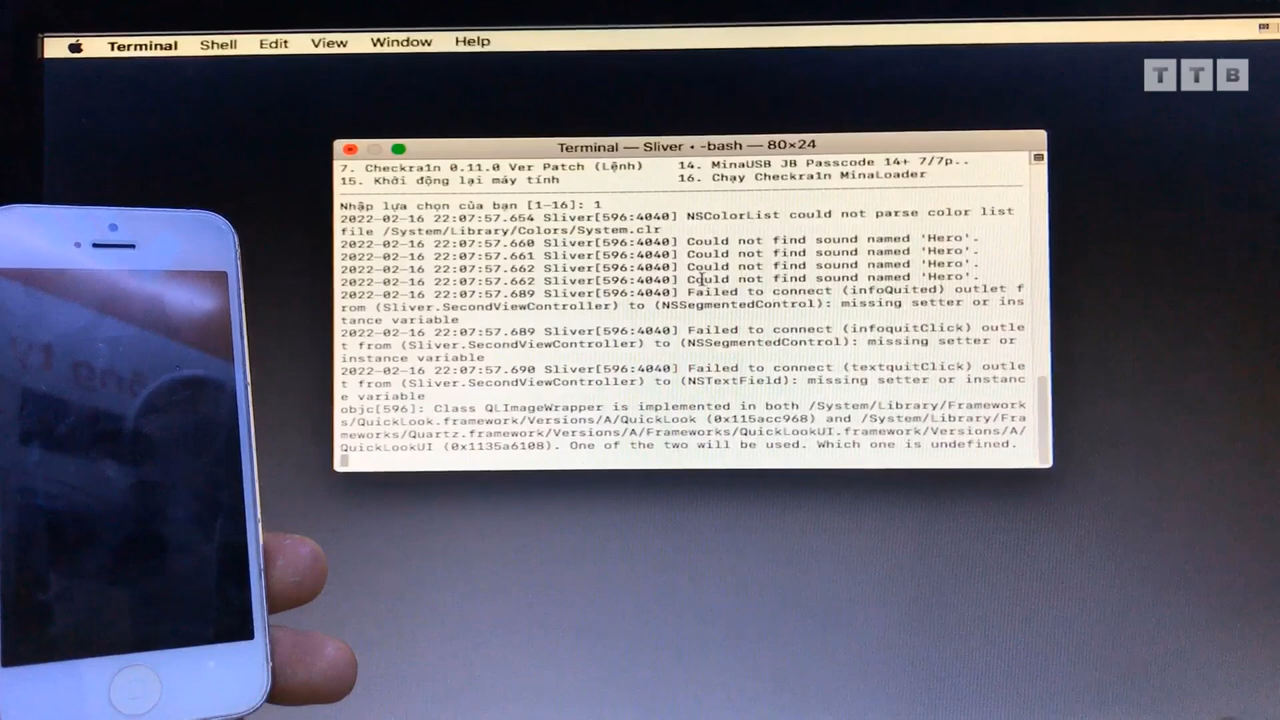 Terminal Shell Edit View Window Help
TTB
Terminal — Sliver • -bash — 80×24
7. Checkra1n 0.11.0 Ver Patch (Lệnh) 14. MinaUSB JB Passcode 14+ 7/7p..
15. Khởi động lại máy tính 16. Chạy Checkra1n MinaLoader
Nhập lựa chọn của bạn [1-16]: 1
2022-02-16 22:07:57.654 Sliver[596:4040] NSColorList could not parse color list
file /System/Library/Colors/System.clr
2022-02-16 22:07:57.660 Sliver[596:4040] Could not find sound named 'Hero'.
2022-02-16 22:07:57.661 Sliver[596:4040] Could not find sound named 'Hero'.
2022-02-16 22:07:57.662 Sliver[596:4040] Could not find sound named 'Hero'.
2022-02-16 22:07:57.662 Sliver[596:4040] Could not find sound named 'Hero'.
2022-02-16 22:07:57.689 Sliver[596:4040] Failed to connect (infoQuited) outlet f
rom (Sliver.SecondViewController) to (NSSegmentedControl): missing setter or ins
tance variable
2022-02-16 22:07:57.689 Sliver[596:4040] Failed to connect (infoquitClick) outle
t from (Sliver.SecondViewController) to (NSSegmentedControl): missing setter or
instance variable
2022-02-16 22:07:57.690 Sliver[596:4040] Failed to connect (textquitClick) outle
t from (Sliver.SecondViewController) to (NSTextField): missing setter or instanc
e variable
objc[596]: Class QLImageWrapper is implemented in both /System/Library/Framework
s/QuickLook.framework/Versions/A/QuickLook (0x115acc968) and /System/Library/Fra
meworks/Quartz.framework/Versions/A/Frameworks/QuickLookUI.framework/Versions/A/
QuickLookUI (0x1135a6108). One of the two will be used. Which one is undefined.